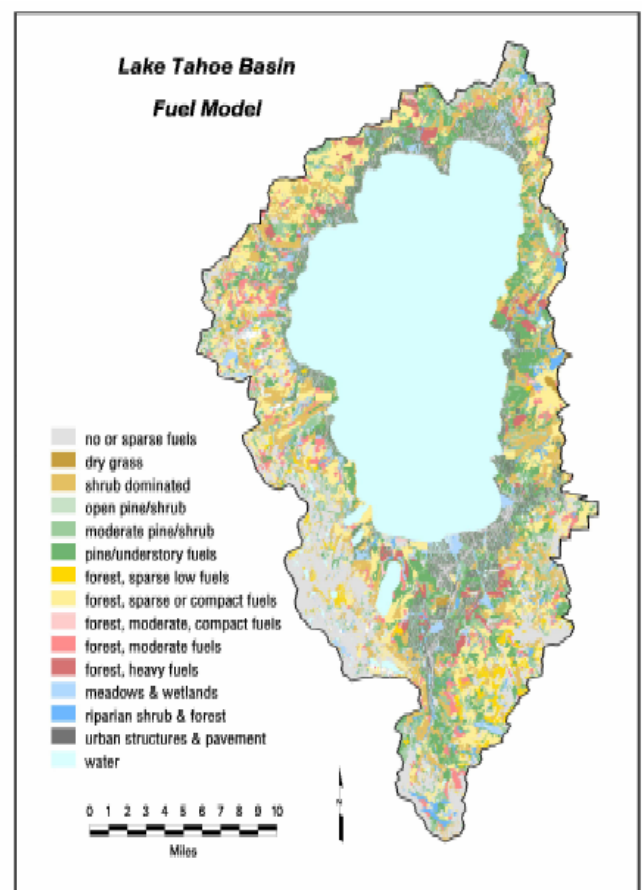 Lake Tahoe Basin
Fuel Model
no or sparse fuels
dry grass
shrub dominated
open pine/shrub
moderate pine/shrub
pine/understory fuels
forest, sparse low fuels
forest, sparse or compact fuels
forest, moderate, compact fuels
forest, moderate fuels
forest, heavy fuels
meadows & wetlands
riparian shrub & forest
urban structures & pavement
water
0 1 2 3 4 5 6 7 8 9 10
Miles